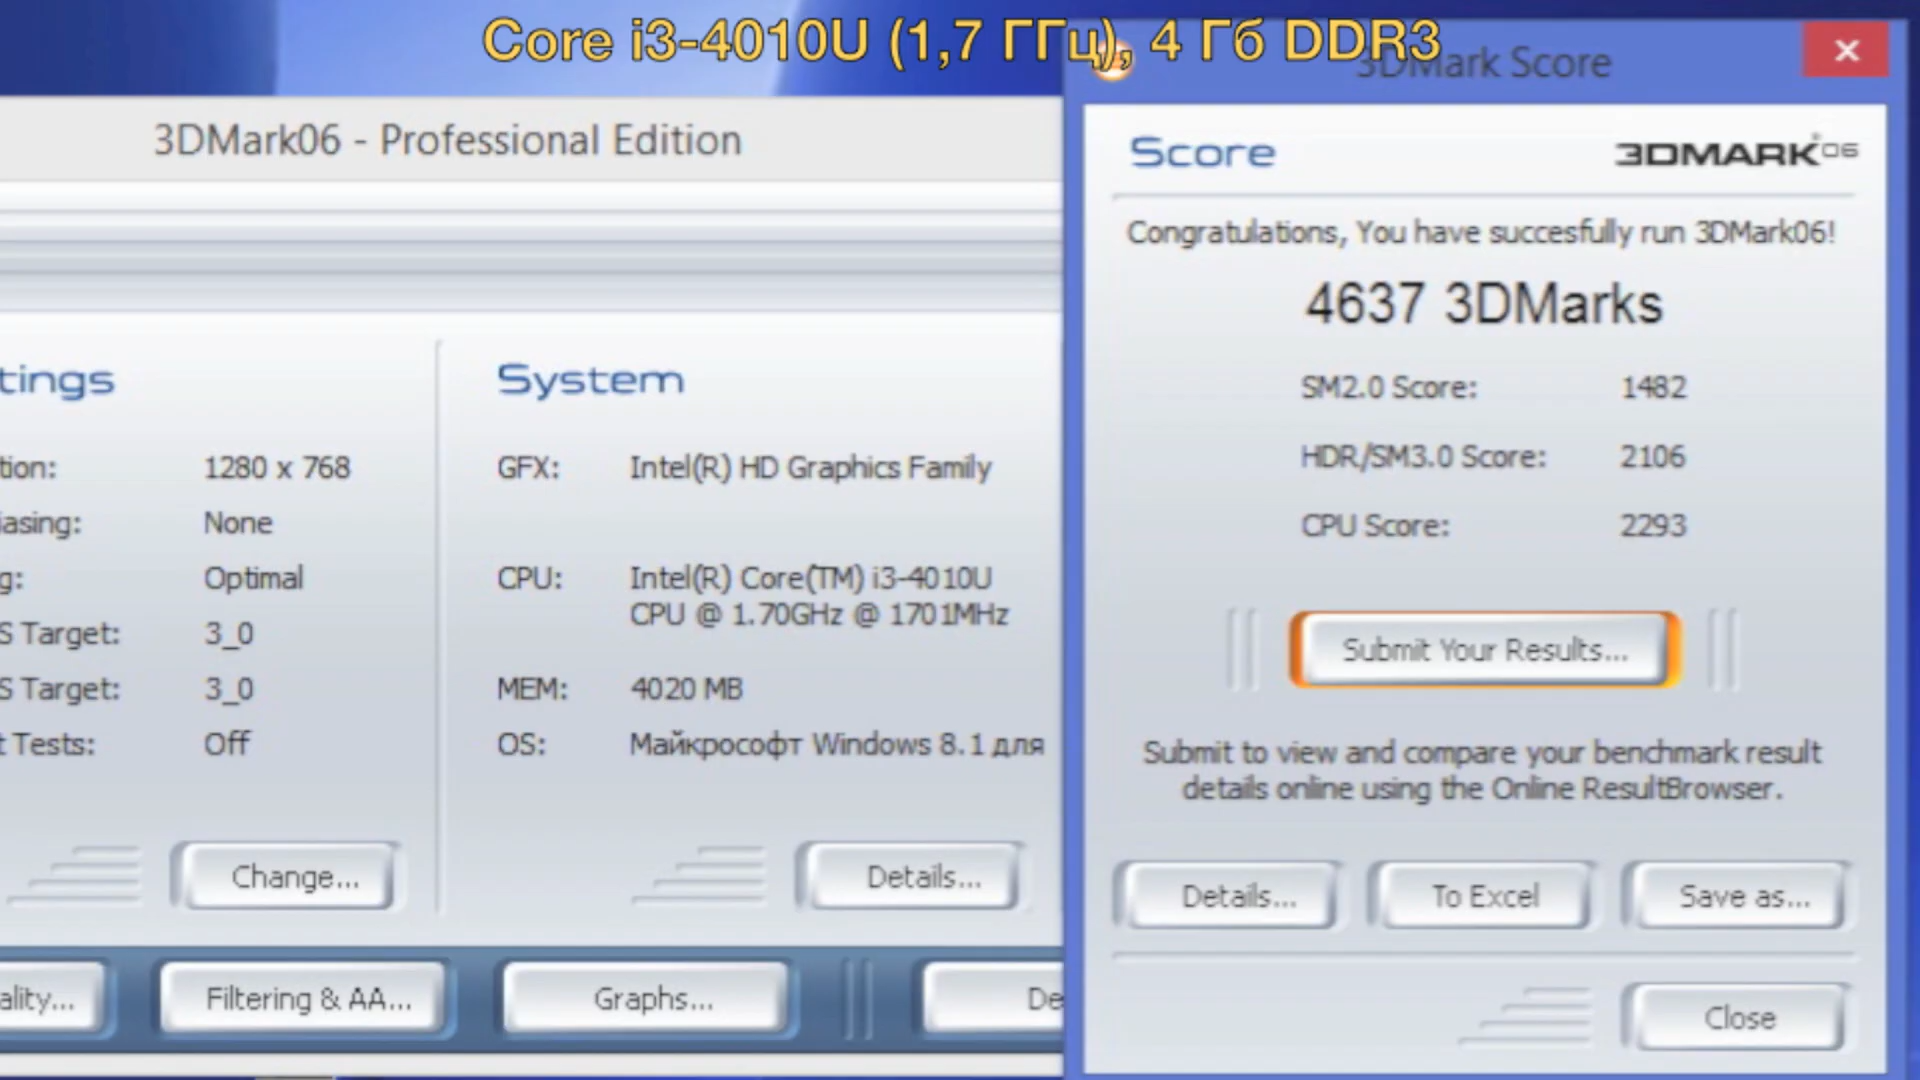 Core i3-4010U (1,7 ГГц), 4 Гб DDR3
3DMark06 - Professional Edition
tings
tion: 1280 x 768
iasing: None
g: Optimal
S Target: 3_0
S Target: 3_0
t Tests: Off
Change...
System
GFX: Intel(R) HD Graphics Family
CPU: Intel(R) Core(TM) i3-4010U
CPU @ 1.70GHz @ 1701MHz
MEM: 4020 MB
OS: Майкрософт Windows 8.1 для
Details...
ality...
Filtering & AA...
Graphs...
De
3DMark Score
Score
3DMARK06
Congratulations, You have succesfully run 3DMark06!
4637 3DMarks
SM2.0 Score: 1482
HDR/SM3.0 Score: 2106
CPU Score: 2293
Submit Your Results...
Submit to view and compare your benchmark result
details online using the Online ResultBrowser.
Details...
To Excel
Save as...
Close